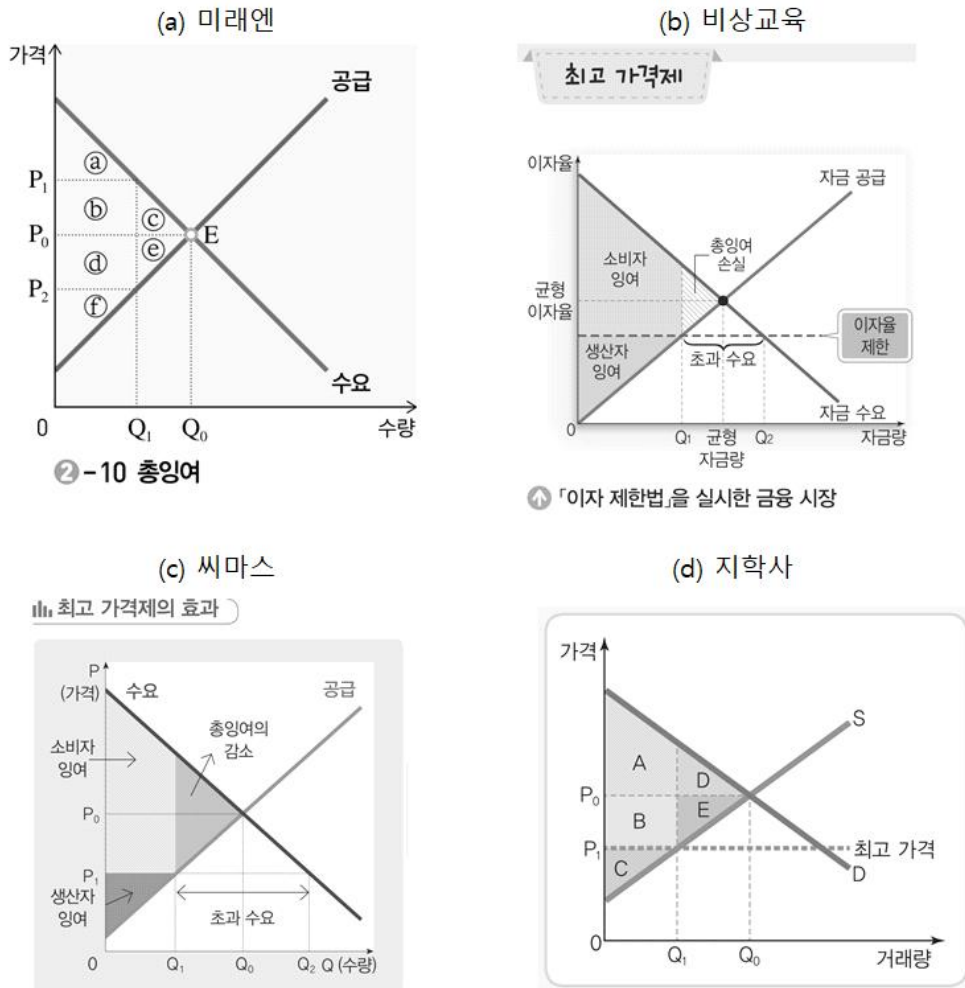 (a) 미래엔
가격
공급
ⓐ
P₁
ⓑ
ⓒ
P₀
E
ⓔ
ⓓ
P₂
ⓕ
수요
0
Q₁
Q₀
수량
❷-10 총잉여
(b) 비상교육
최고 가격제
이자율
자금 공급
소비자
잉여
총잉여
손실
균형
이자율
이자율
제한
생산자
잉여
초과 수요
자금 수요
0
Q₁
균형
자금량
Q₂
자금량
「이자 제한법」을 실시한 금융 시장
(c) 씨마스
최고 가격제의 효과
P
(가격)
수요
공급
총잉여의
감소
소비자
잉여
P₀
P₁
생산자
잉여
초과 수요
0
Q₁
Q₀
Q₂
Q (수량)
(d) 지학사
가격
S
A
D
P₀
E
B
P₁
최고 가격
C
D
0
Q₁
Q₀
거래량